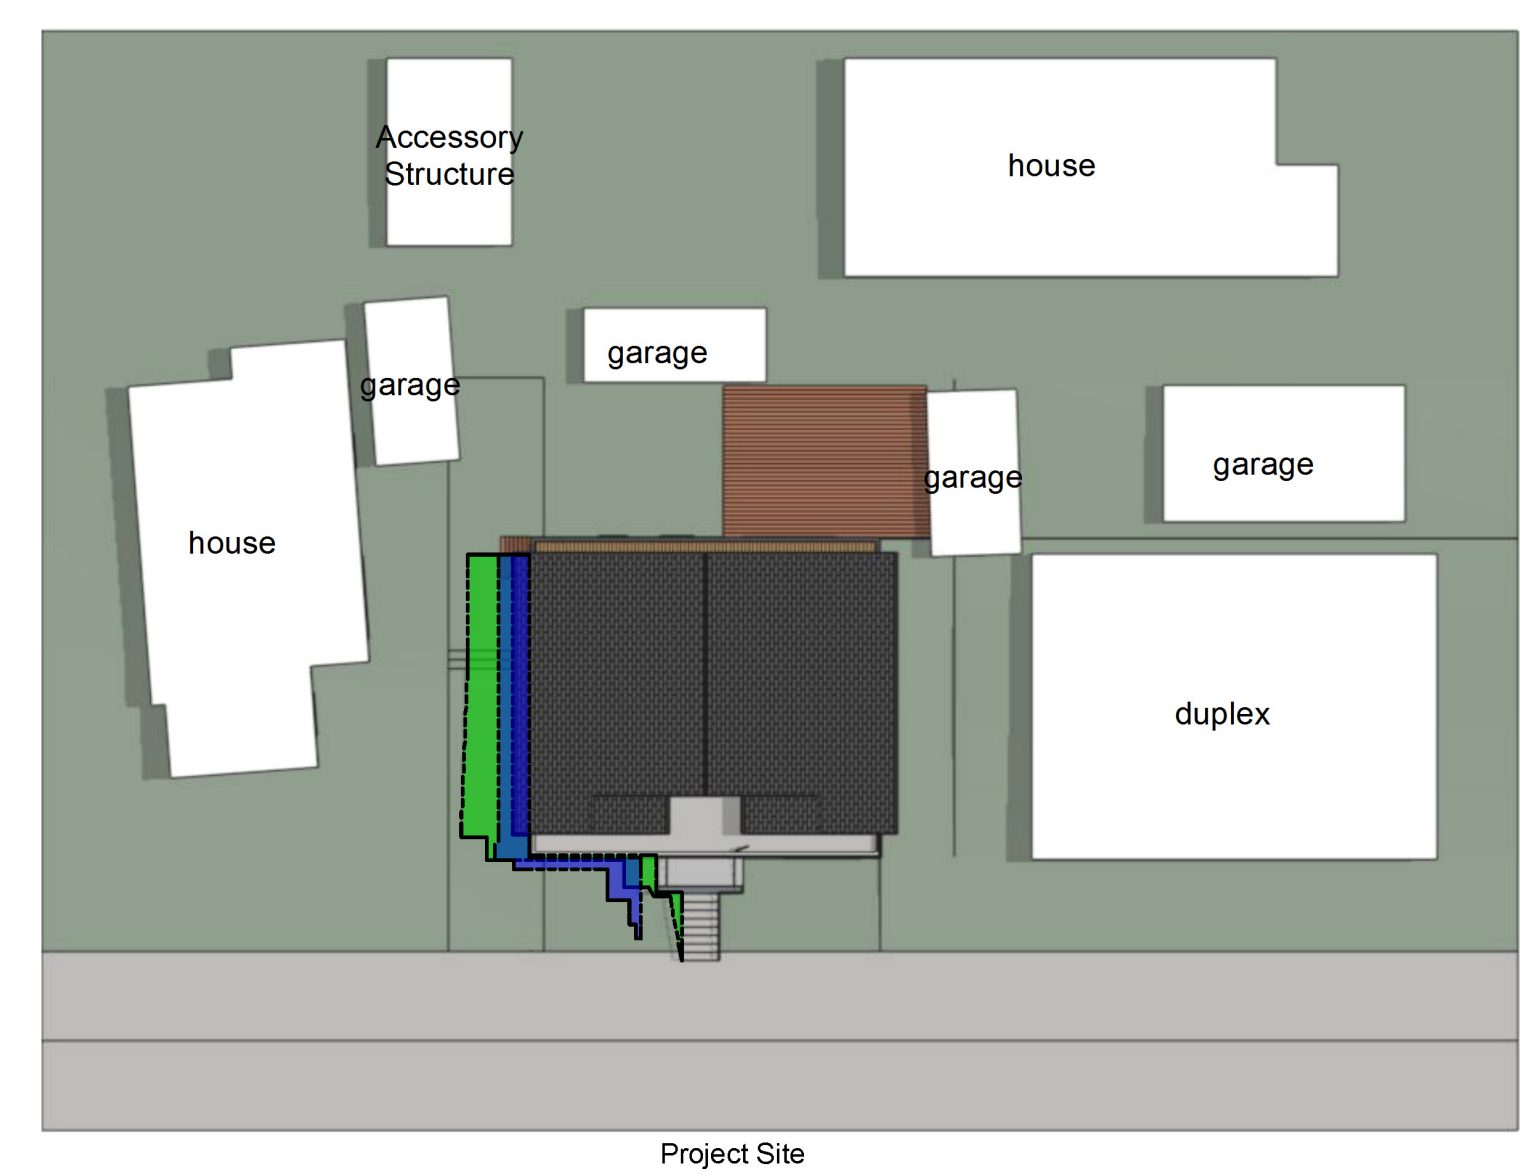 Accessory
Structure
house
garage
garage
garage
garage
house
duplex
Project Site